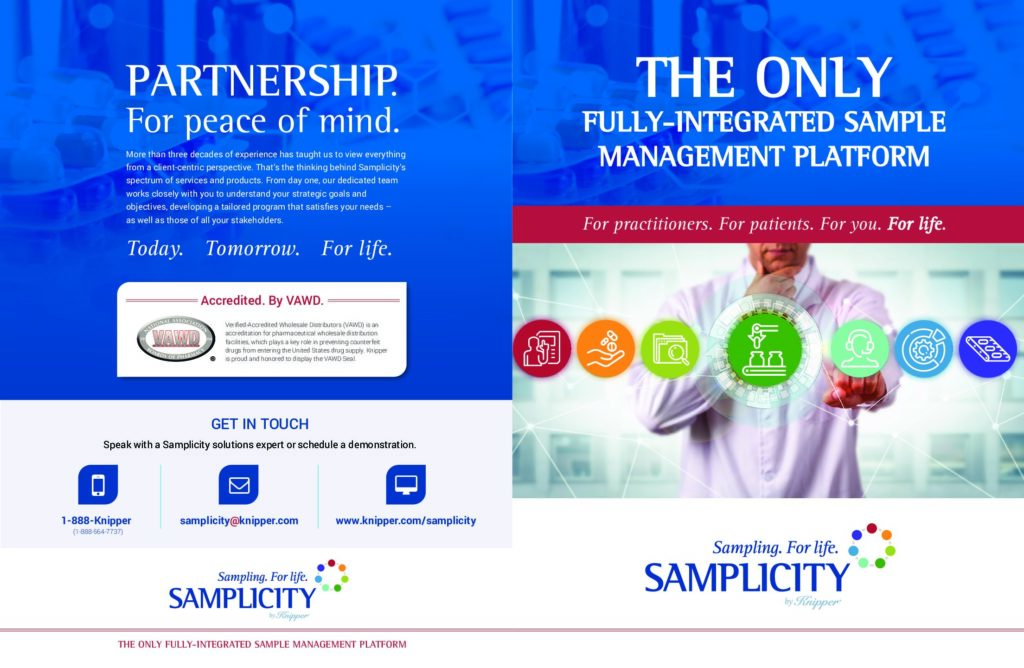 PARTNERSHIP.
For peace of mind.
More than three decades of experience has taught us to view everything
from a client-centric perspective. That's the thinking behind Samplicity's
spectrum of services and products. From day one, our dedicated team
works closely with you to understand your strategic goals and
objectives, developing a tailored program that satisfies your needs –
as well as those of all your stakeholders.
Today. Tomorrow. For life.
Accredited. By VAWD.
NATIONAL ASSOCIATION
VAWD
BOARDS OF PHARMACY
Verified-Accredited Wholesale Distributors (VAWD) is an
accreditation for pharmaceutical wholesale distribution
facilities, which plays a key role in preventing counterfeit
drugs from entering the United States drug supply. Knipper
is proud and honored to display the VAWD Seal.
GET IN TOUCH
Speak with a Samplicity solutions expert or schedule a demonstration.
1-888-Knipper
(1-888-564-7737)
samplicity@knipper.com
www.knipper.com/samplicity
Sampling. For life.
SAMPLICITY
by Knipper
THE ONLY FULLY-INTEGRATED SAMPLE MANAGEMENT PLATFORM
THE ONLY
FULLY-INTEGRATED SAMPLE
MANAGEMENT PLATFORM
For practitioners. For patients. For you. For life.
Sampling. For life.
SAMPLICITY
by Knipper